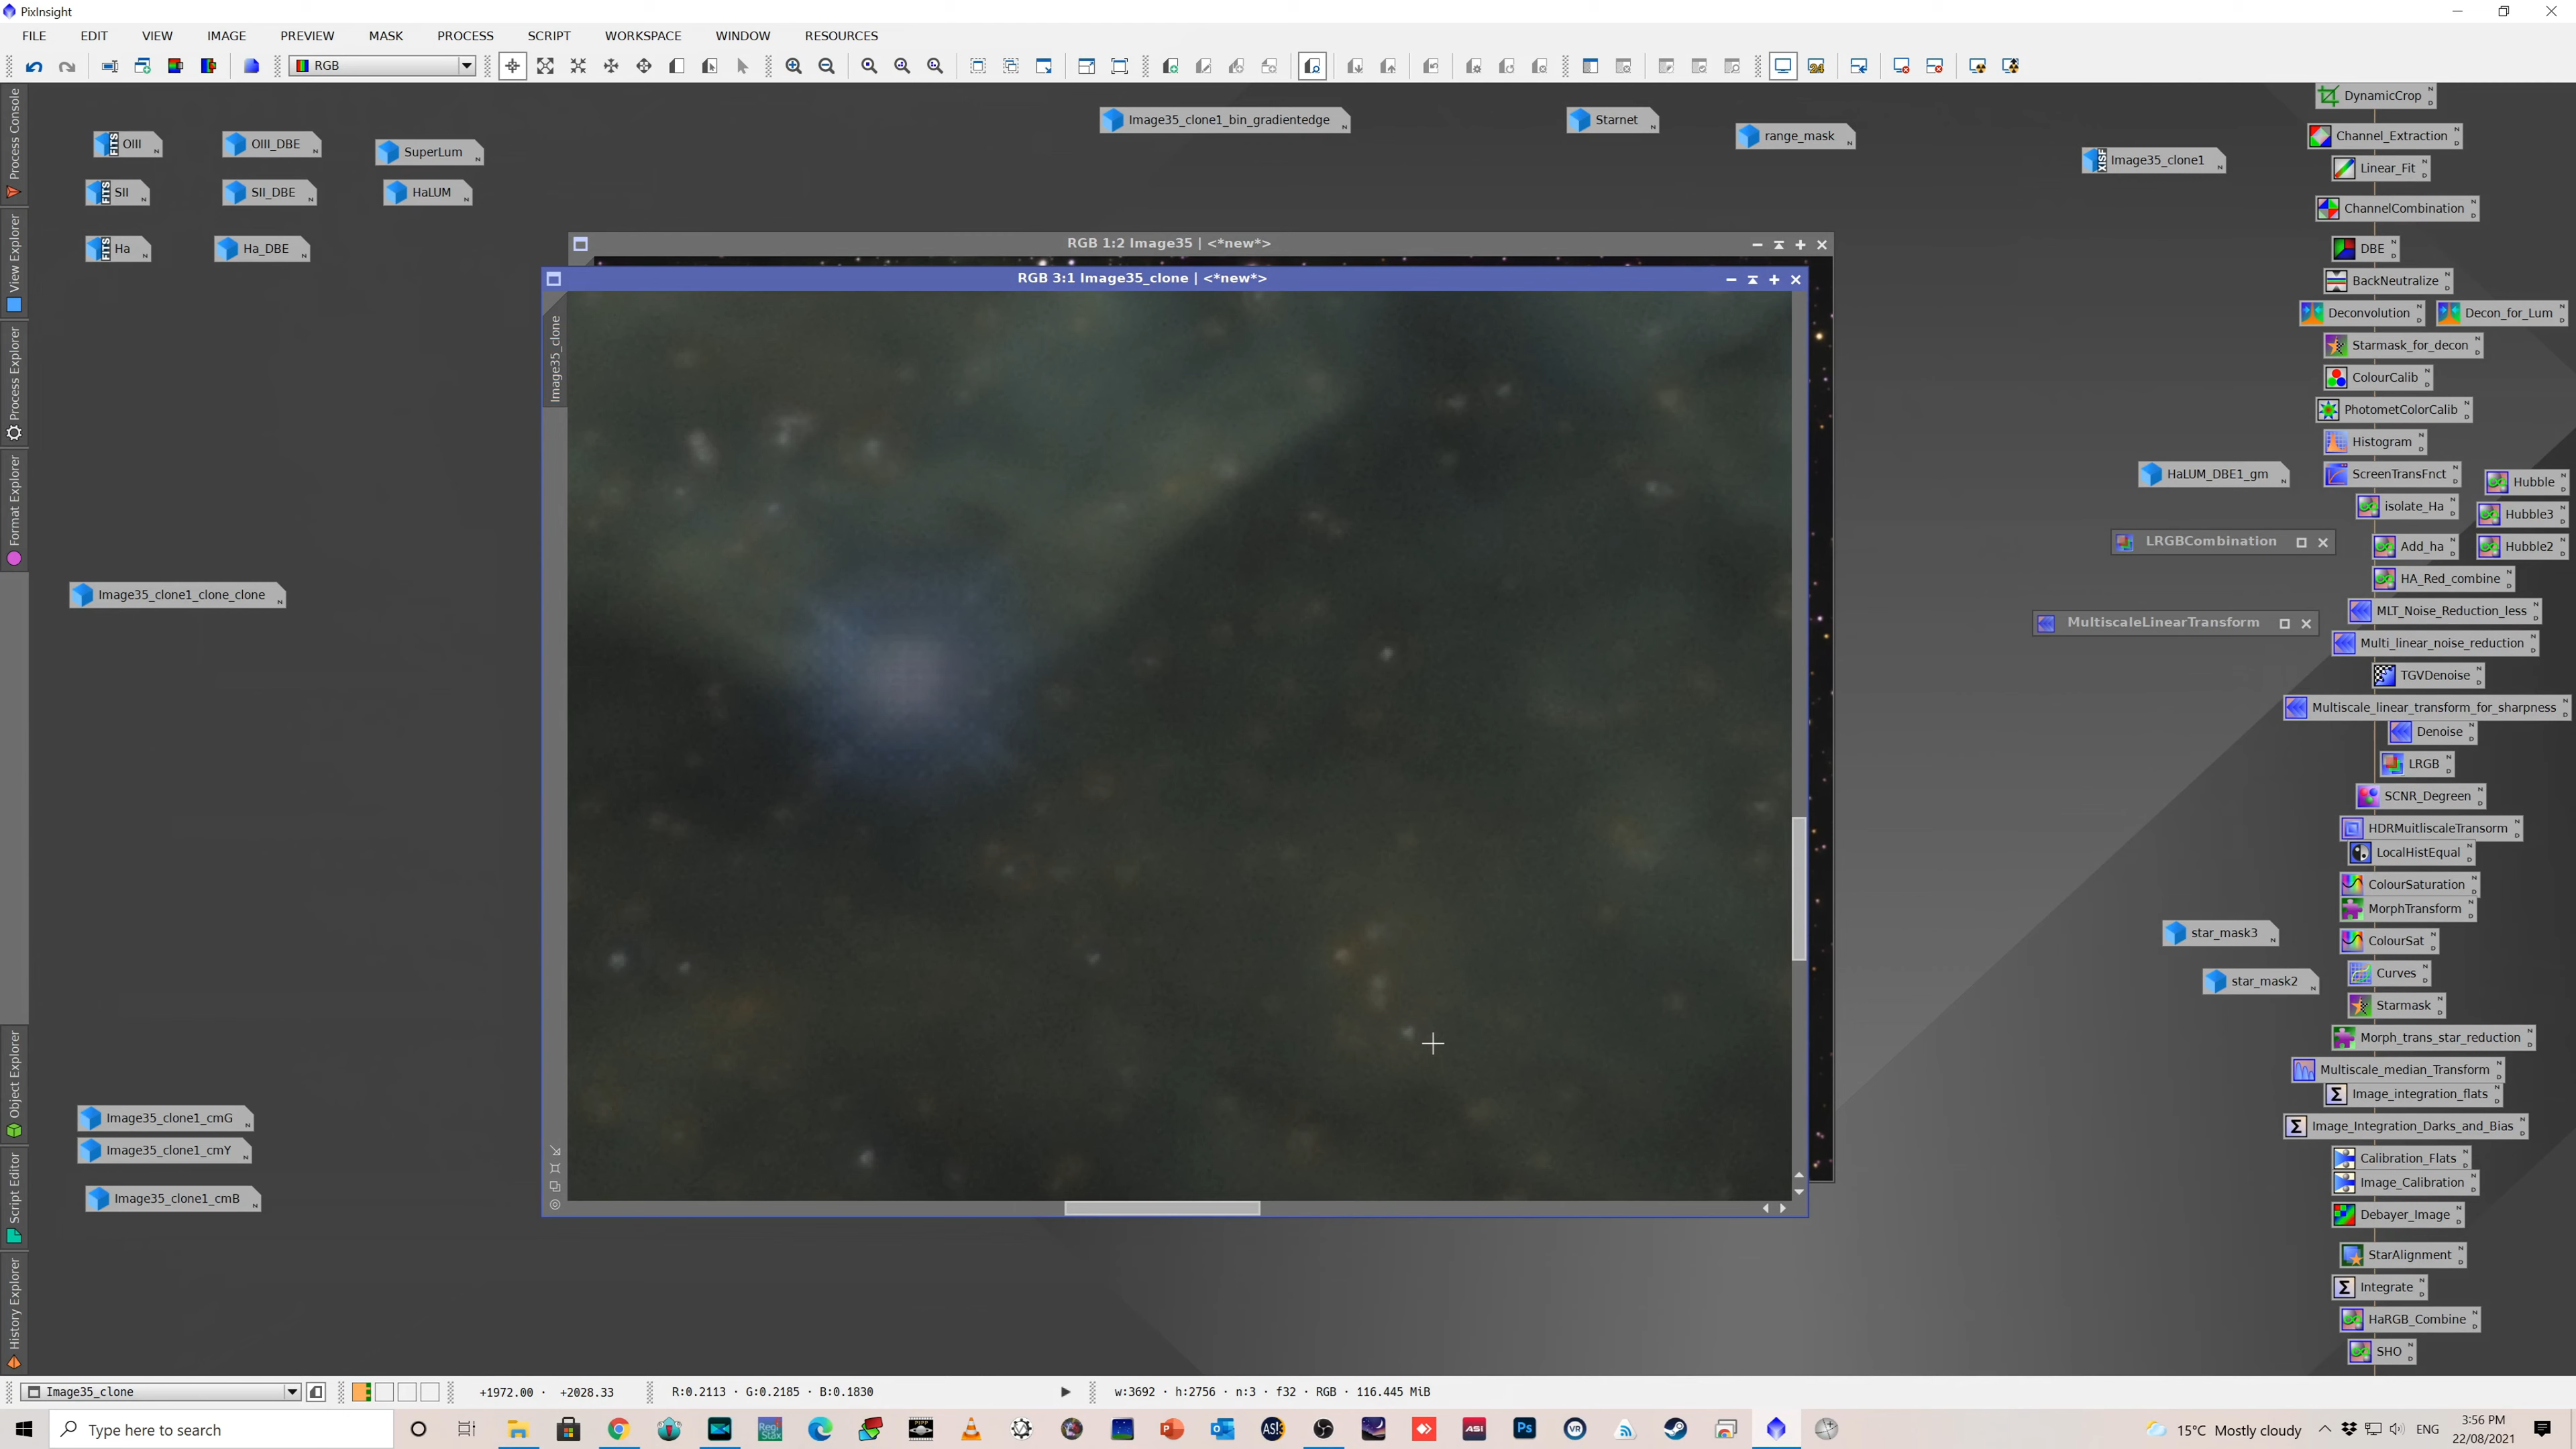 PixInsight
FILE EDIT VIEW IMAGE PREVIEW MASK PROCESS SCRIPT WORKSPACE WINDOW RESOURCES
RGB
Process Console
View Explorer
Process Explorer
Format Explorer
Object Explorer
Script Editor
History Explorer
OIII
OIII_DBE
SuperLum
SII
SII_DBE
HaLUM
Ha
Ha_DBE
Image35_clone1_bin_gradientedge
Starnet
range_mask
Image35_clone1
RGB 1:2 Image35 | <*new*>
RGB 3:1 Image35_clone | <*new*>
Image35_clone
Image35_clone1_clone_clone
Image35_clone1_cmG
Image35_clone1_cmY
Image35_clone1_cmB
HaLUM_DBE1_gm
LRGBCombination
MultiscaleLinearTransform
star_mask3
star_mask2
DynamicCrop
Channel_Extraction
Linear_Fit
ChannelCombination
DBE
BackNeutralize
Deconvolution
Decon_for_Lum
Starmask_for_decon
ColourCalib
PhotometColorCalib
Histogram
ScreenTransFnct
Hubble
isolate_Ha
Hubble3
Add_ha
Hubble2
HA_Red_combine
MLT_Noise_Reduction_less
Multi_linear_noise_reduction
TGVDenoise
Multiscale_linear_transform_for_sharpness
Denoise
LRGB
SCNR_Degreen
HDRMuitliscaleTransorm
LocalHistEqual
ColourSaturation
MorphTransform
ColourSat
Curves
Starmask
Morph_trans_star_reduction
Multiscale_median_Transform
Image_integration_flats
Image_Integration_Darks_and_Bias
Calibration_Flats
Image_Calibration
Debayer_Image
StarAlignment
Integrate
HaRGB_Combine
SHO
Image35_clone
+1972.00 · +2028.33
R:0.2113 · G:0.2185 · B:0.1830
w:3692 · h:2756 · n:3 · f32 · RGB · 116.445 MiB
Type here to search
15°C Mostly cloudy
ENG
3:56 PM
22/08/2021